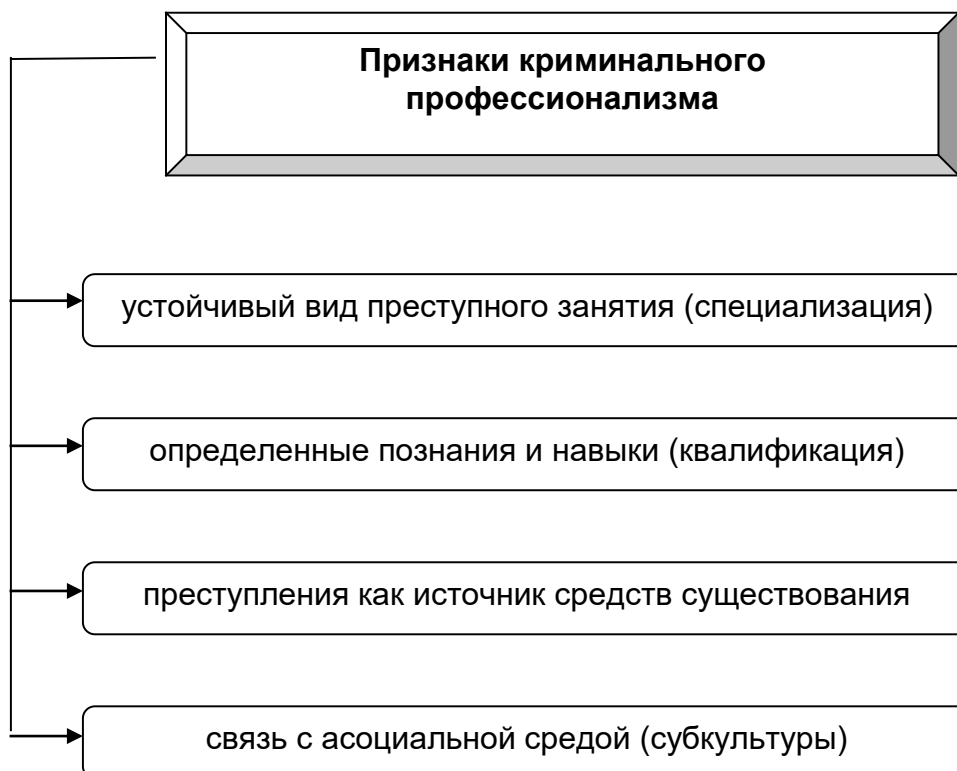 Признаки криминального
профессионализма
устойчивый вид преступного занятия (специализация)
определенные познания и навыки (квалификация)
преступления как источник средств существования
связь с асоциальной средой (субкультуры)